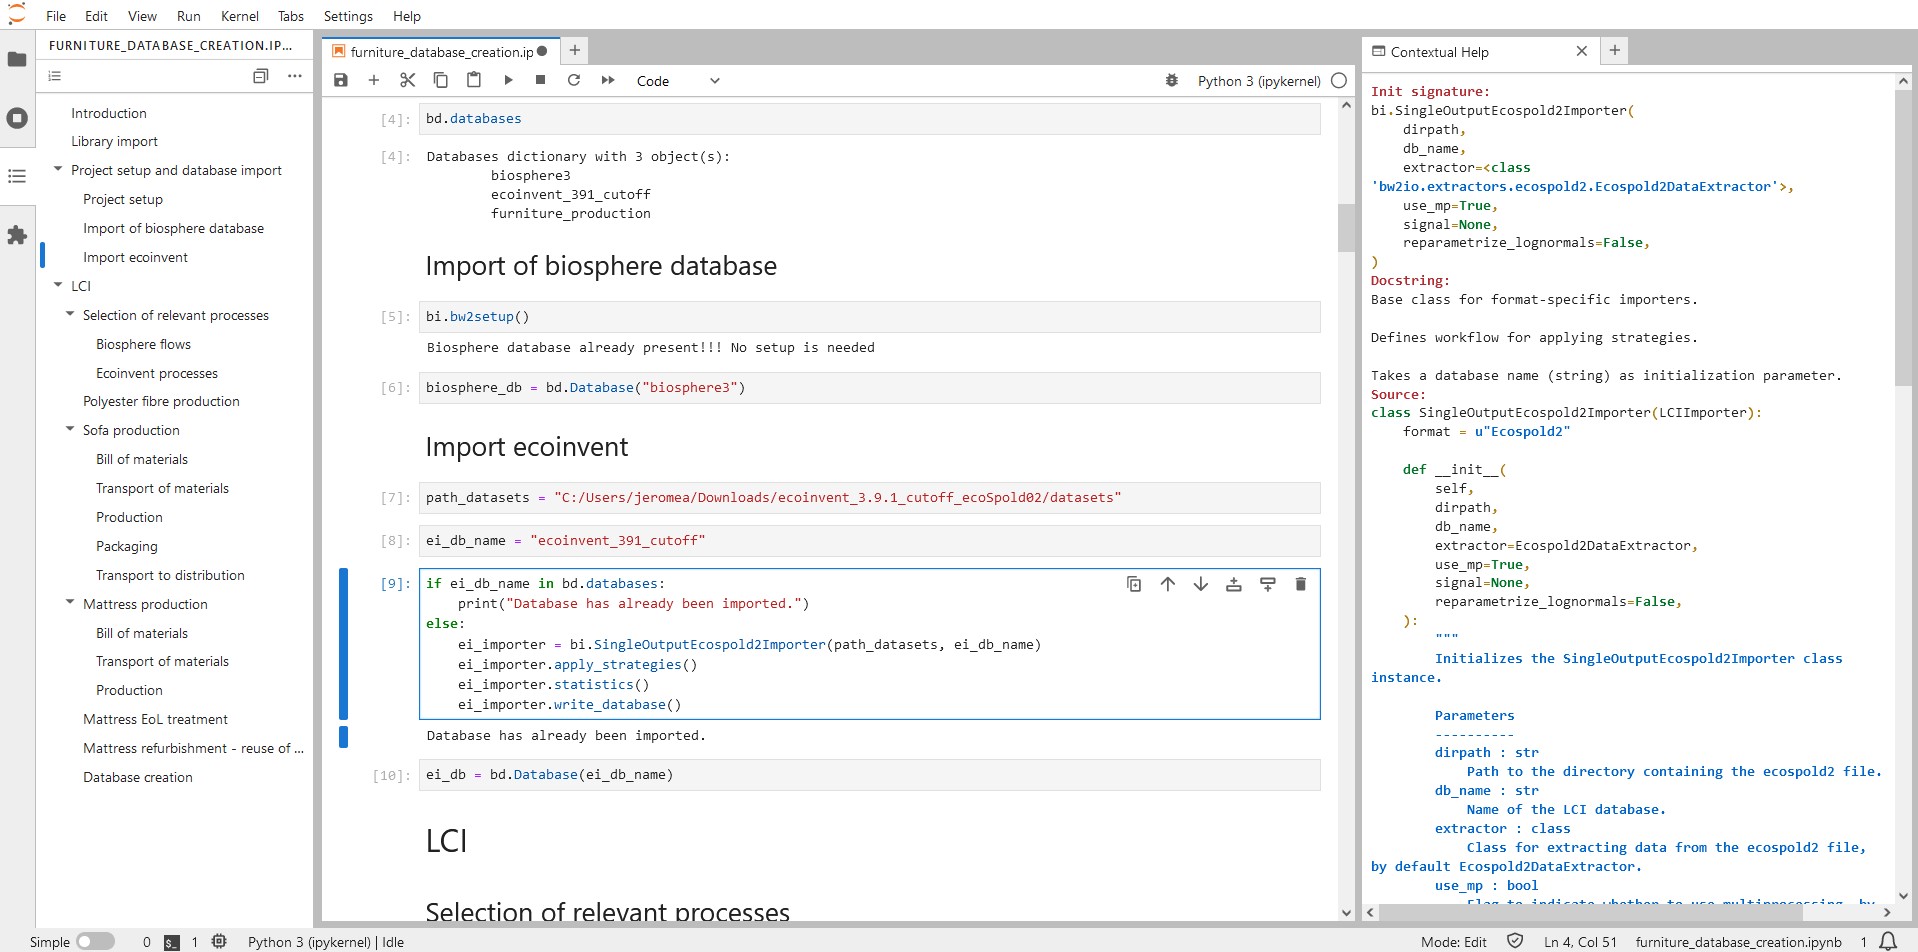 File Edit View Run Kernel Tabs Settings Help
FURNITURE_DATABASE_CREATION.IP...
Introduction
Library import
Project setup and database import
Project setup
Import of biosphere database
Import ecoinvent
LCI
Selection of relevant processes
Biosphere flows
Ecoinvent processes
Polyester fibre production
Sofa production
Bill of materials
Transport of materials
Production
Packaging
Transport to distribution
Mattress production
Bill of materials
Transport of materials
Production
Mattress EoL treatment
Mattress refurbishment - reuse of ...
Database creation
furniture_database_creation.ip
Code
Python 3 (ipykernel)
[4]: bd.databases
[4]: Databases dictionary with 3 object(s):
biosphere3
ecoinvent_391_cutoff
furniture_production
Import of biosphere database
[5]: bi.bw2setup()
Biosphere database already present!!! No setup is needed
[6]: biosphere_db = bd.Database("biosphere3")
Import ecoinvent
[7]: path_datasets = "C:/Users/jeromea/Downloads/ecoinvent_3.9.1_cutoff_ecoSpold02/datasets"
[8]: ei_db_name = "ecoinvent_391_cutoff"
[9]: if ei_db_name in bd.databases:
print("Database has already been imported.")
else:
ei_importer = bi.SingleOutputEcospold2Importer(path_datasets, ei_db_name)
ei_importer.apply_strategies()
ei_importer.statistics()
ei_importer.write_database()
Database has already been imported.
[10]: ei_db = bd.Database(ei_db_name)
LCI
Selection of relevant processes
Contextual Help
Init signature:
bi.SingleOutputEcospold2Importer(
dirpath,
db_name,
extractor=<class
'bw2io.extractors.ecospold2.Ecospold2DataExtractor'>,
use_mp=True,
signal=None,
reparametrize_lognormals=False,
)
Docstring:
Base class for format-specific importers.
Defines workflow for applying strategies.
Takes a database name (string) as initialization parameter.
Source:
class SingleOutputEcospold2Importer(LCIImporter):
format = u"Ecospold2"
def __init__(
self,
dirpath,
db_name,
extractor=Ecospold2DataExtractor,
use_mp=True,
signal=None,
reparametrize_lognormals=False,
):
"""
Initializes the SingleOutputEcospold2Importer class
instance.
Parameters
----------
dirpath : str
Path to the directory containing the ecospold2 file.
db_name : str
Name of the LCI database.
extractor : class
Class for extracting data from the ecospold2 file,
by default Ecospold2DataExtractor.
use_mp : bool
Flag to indicate whether to use multiprocessing, by
Simple 0 $_ 1 Python 3 (ipykernel) | Idle
Mode: Edit Ln 4, Col 51 furniture_database_creation.ipynb 1